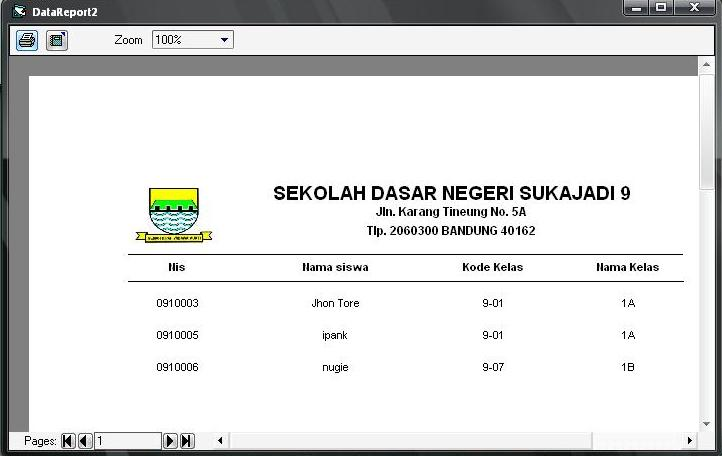 DataReport2
Zoom 100%
SEKOLAH DASAR NEGERI SUKAJADI 9
Jln. Karang Tineung No. 5A
Tlp. 2060300 BANDUNG 40162
Nis Nama siswa Kode Kelas Nama Kelas
0910003 Jhon Tore 9-01 1A
0910005 ipank 9-01 1A
0910006 nugie 9-07 1B
Pages: 1